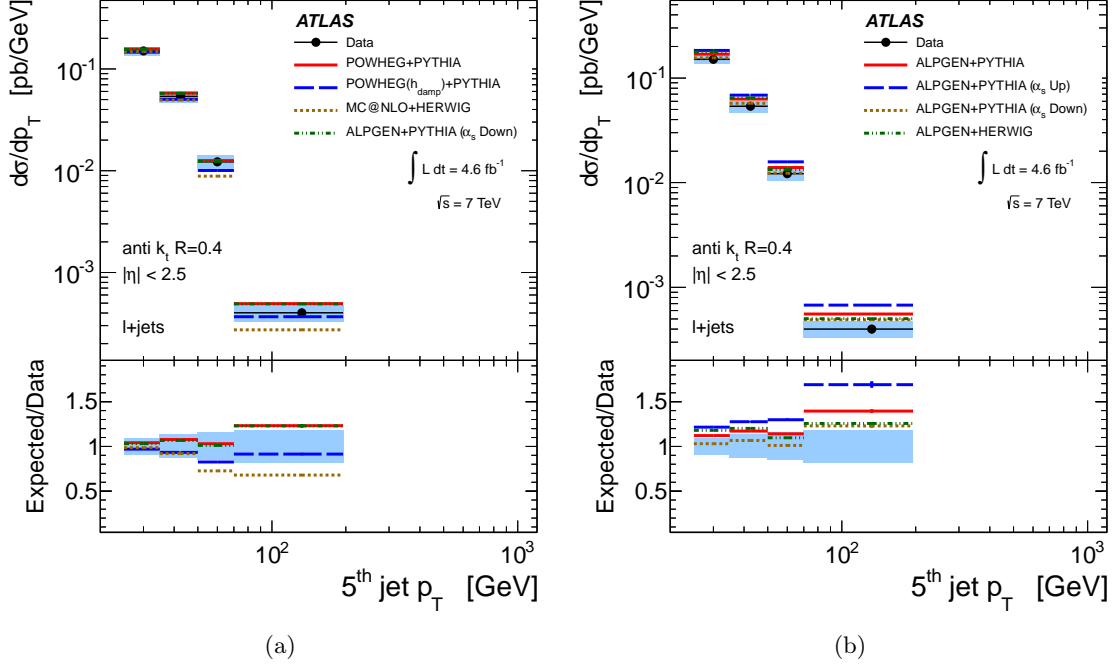 dσ/dp_T [pb/GeV]
10^-1
10^-2
10^-3
ATLAS
Data
POWHEG+PYTHIA
POWHEG(h_damp)+PYTHIA
MC@NLO+HERWIG
ALPGEN+PYTHIA (α_s Down)
∫ L dt = 4.6 fb^-1
√s = 7 TeV
anti k_t R=0.4
|η| < 2.5
l+jets
Expected/Data
1.5
1
0.5
10^2
10^3
5^th jet p_T [GeV]
(a)
dσ/dp_T [pb/GeV]
10^-1
10^-2
10^-3
ATLAS
Data
ALPGEN+PYTHIA
ALPGEN+PYTHIA (α_s Up)
ALPGEN+PYTHIA (α_s Down)
ALPGEN+HERWIG
∫ L dt = 4.6 fb^-1
√s = 7 TeV
anti k_t R=0.4
|η| < 2.5
l+jets
Expected/Data
1.5
1
0.5
10^2
10^3
5^th jet p_T [GeV]
(b)